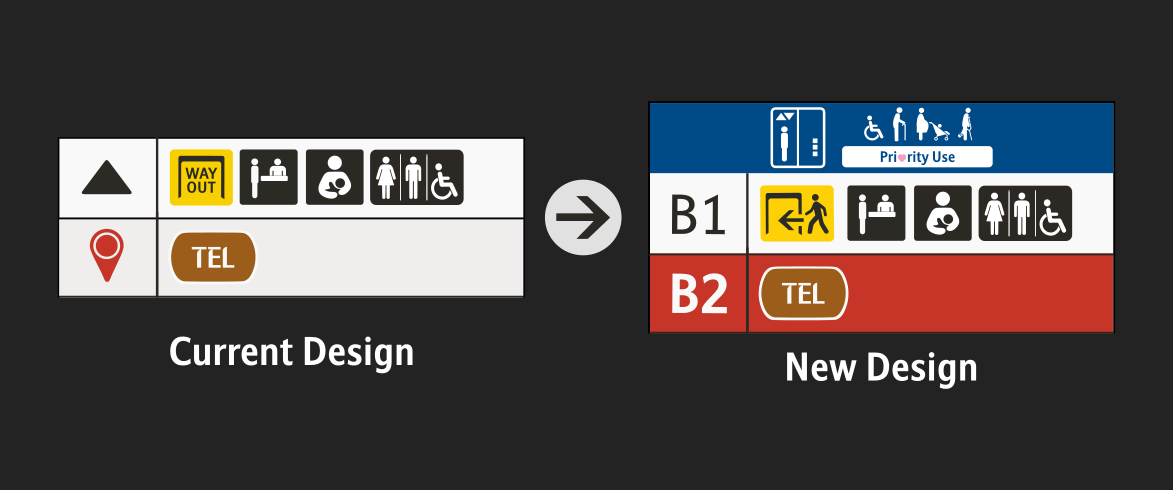 WAY
OUT
TEL
Current Design
Priority Use
B1
B2
TEL
New Design